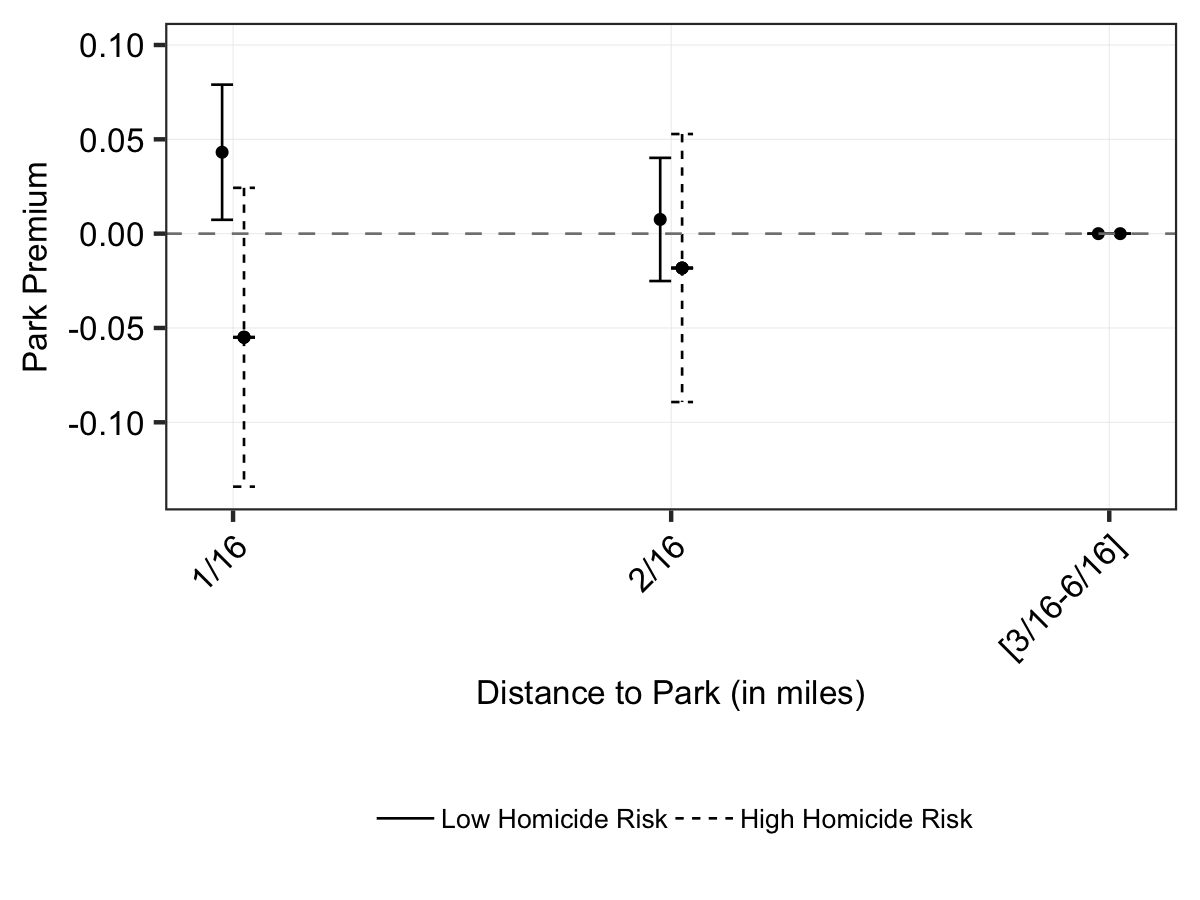 0.10
0.05
0.00
-0.05
-0.10
Park Premium
1/16
2/16
[3/16-6/16]
Distance to Park (in miles)
Low Homicide Risk
High Homicide Risk